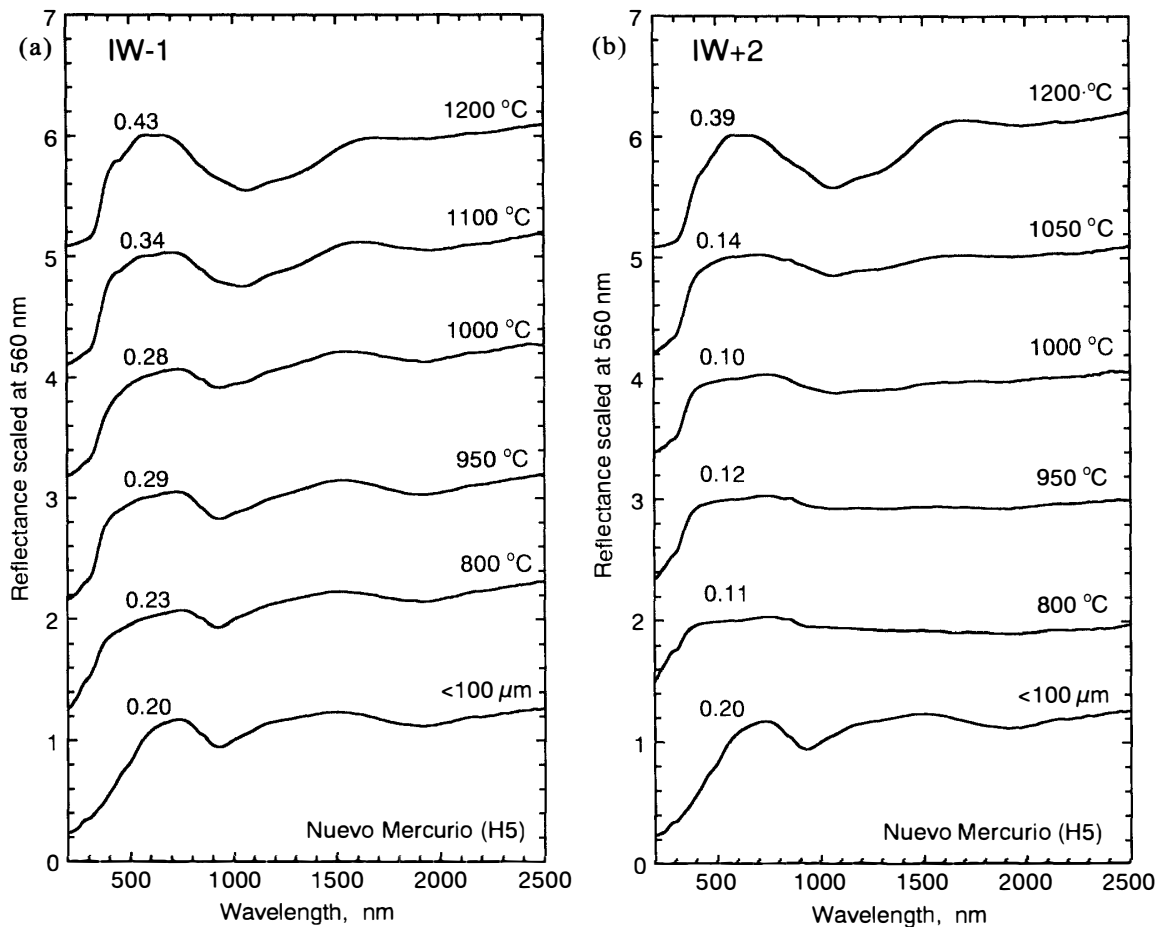 (a)
IW-1
7
6
5
4
3
2
1
0
Reflectance scaled at 560 nm
0.43
1200 °C
0.34
1100 °C
0.28
1000 °C
0.29
950 °C
0.23
800 °C
0.20
<100 µm
Nuevo Mercurio (H5)
500 1000 1500 2000 2500
Wavelength, nm
(b)
IW+2
7
6
5
4
3
2
1
0
Reflectance scaled at 560 nm
0.39
1200·°C
0.14
1050 °C
0.10
1000 °C
0.12
950 °C
0.11
800 °C
0.20
<100 µm
Nuevo Mercurio (H5)
500 1000 1500 2000 2500
Wavelength, nm